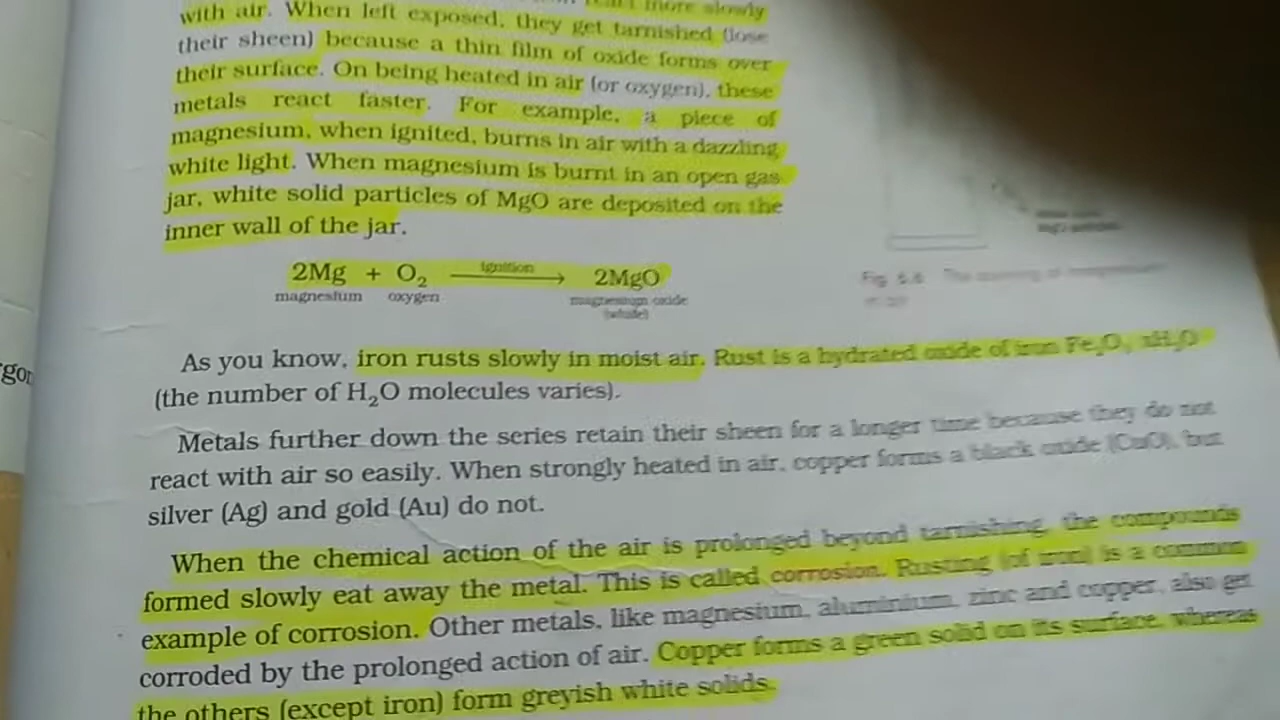 more slowly
with air. When left exposed, they get tarnished (lose
their sheen) because a thin film of oxide forms over
their surface. On being heated in air (or oxygen), these
metals react faster. For example, a piece of
magnesium, when ignited, burns in air with a dazzling
white light. When magnesium is burnt in an open gas
jar, white solid particles of MgO are deposited on the
inner wall of the jar.
2Mg + O₂ ignition → 2MgO
magnesium oxygen magnesium oxide
(white)
As you know, iron rusts slowly in moist air. Rust is a hydrated oxide of iron Fe₂O₃ xH₂O
(the number of H₂O molecules varies).
Metals further down the series retain their sheen for a longer time because they do not
react with air so easily. When strongly heated in air, copper forms a black oxide (CuO), but
silver (Ag) and gold (Au) do not.
When the chemical action of the air is prolonged beyond tarnishing, the compounds
formed slowly eat away the metal. This is called corrosion. Rusting (of iron) is a common
example of corrosion. Other metals, like magnesium, aluminium, zinc and copper, also get
corroded by the prolonged action of air. Copper forms a green solid on its surface, whereas
the others (except iron) form greyish white solids.